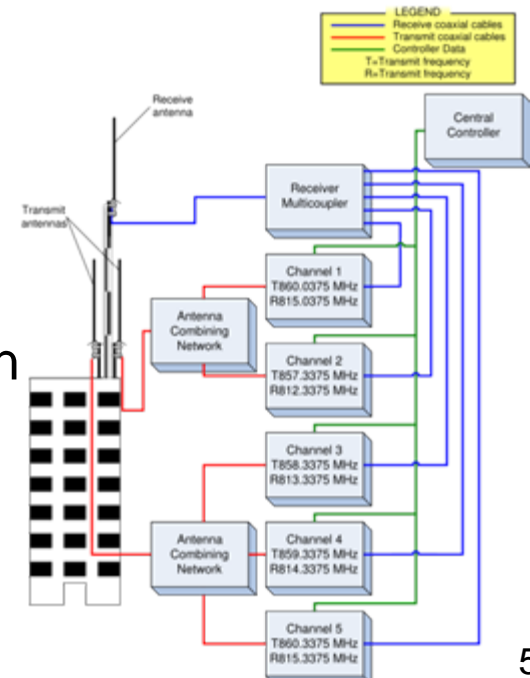 LEGEND
Receive coaxial cables
Transmit coaxial cables
Controller Data
T=Transmit frequency
R=Transmit frequency
Receive
antenna
Central
Controller
Receiver
Multicoupler
Transmit
antennas
Channel 1
T860.0375 MHz
R815.0375 MHz
Antenna
Combining
Network
n
Channel 2
T857.3375 MHz
R812.3375 MHz
Channel 3
T858.3375 MHz
R813.3375 MHz
Antenna
Combining
Network
Channel 4
T859.3375 MHz
R814.3375 MHz
Channel 5
T860.3375 MHz
R815.3375 MHz
5